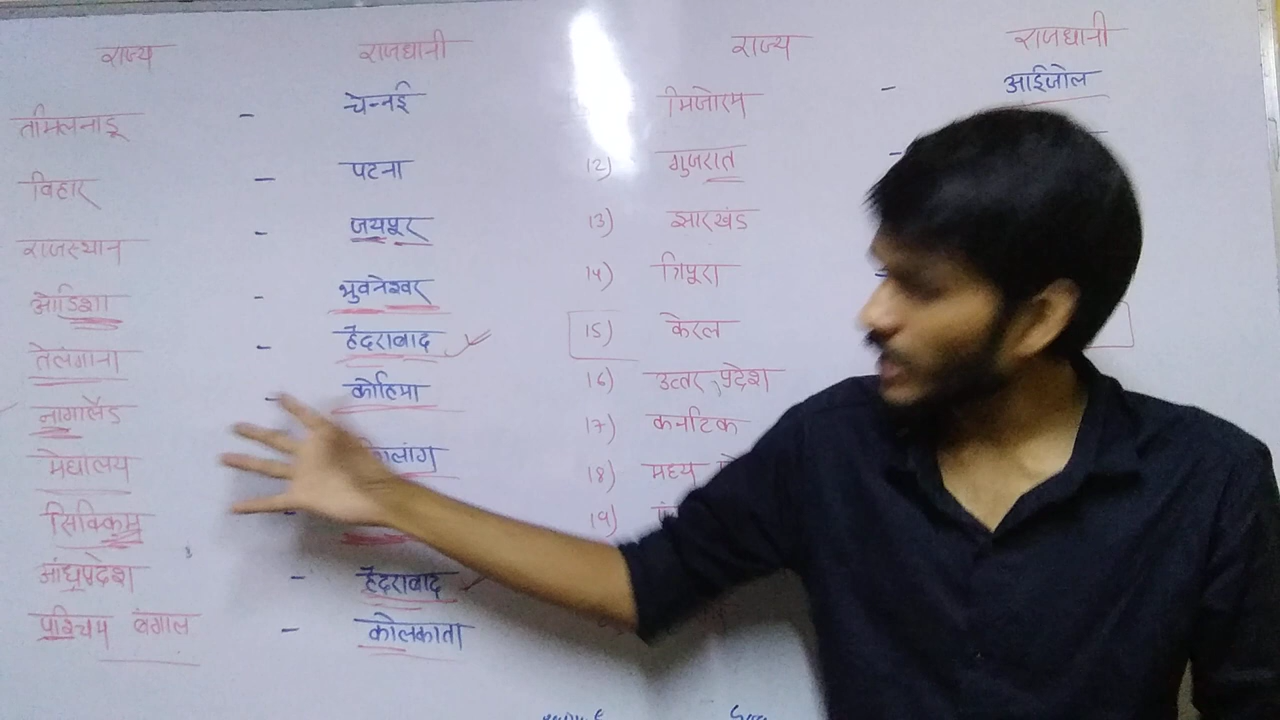 राज्य राजधानी
तमिलनाडू - चेन्नई
बिहार - पटना
राजस्थान - जयपूर
ओडिशा - भुवनेश्वर
तेलंगाना - हैदराबाद
नागालैंड - कोहिमा
मेघालय लांग
सिक्किम -
आंध्रप्रदेश - हैदराबाद
पश्चिम बंगाल - कोलकाता
राज्य राजधानी
मिजोरम - आईजोल
12) गुजरात -
13) झारखंड
14) त्रिपूरा -
15) केरल
16) उत्तर प्रदेश
17) कर्नाटक
18) मध्य
19)